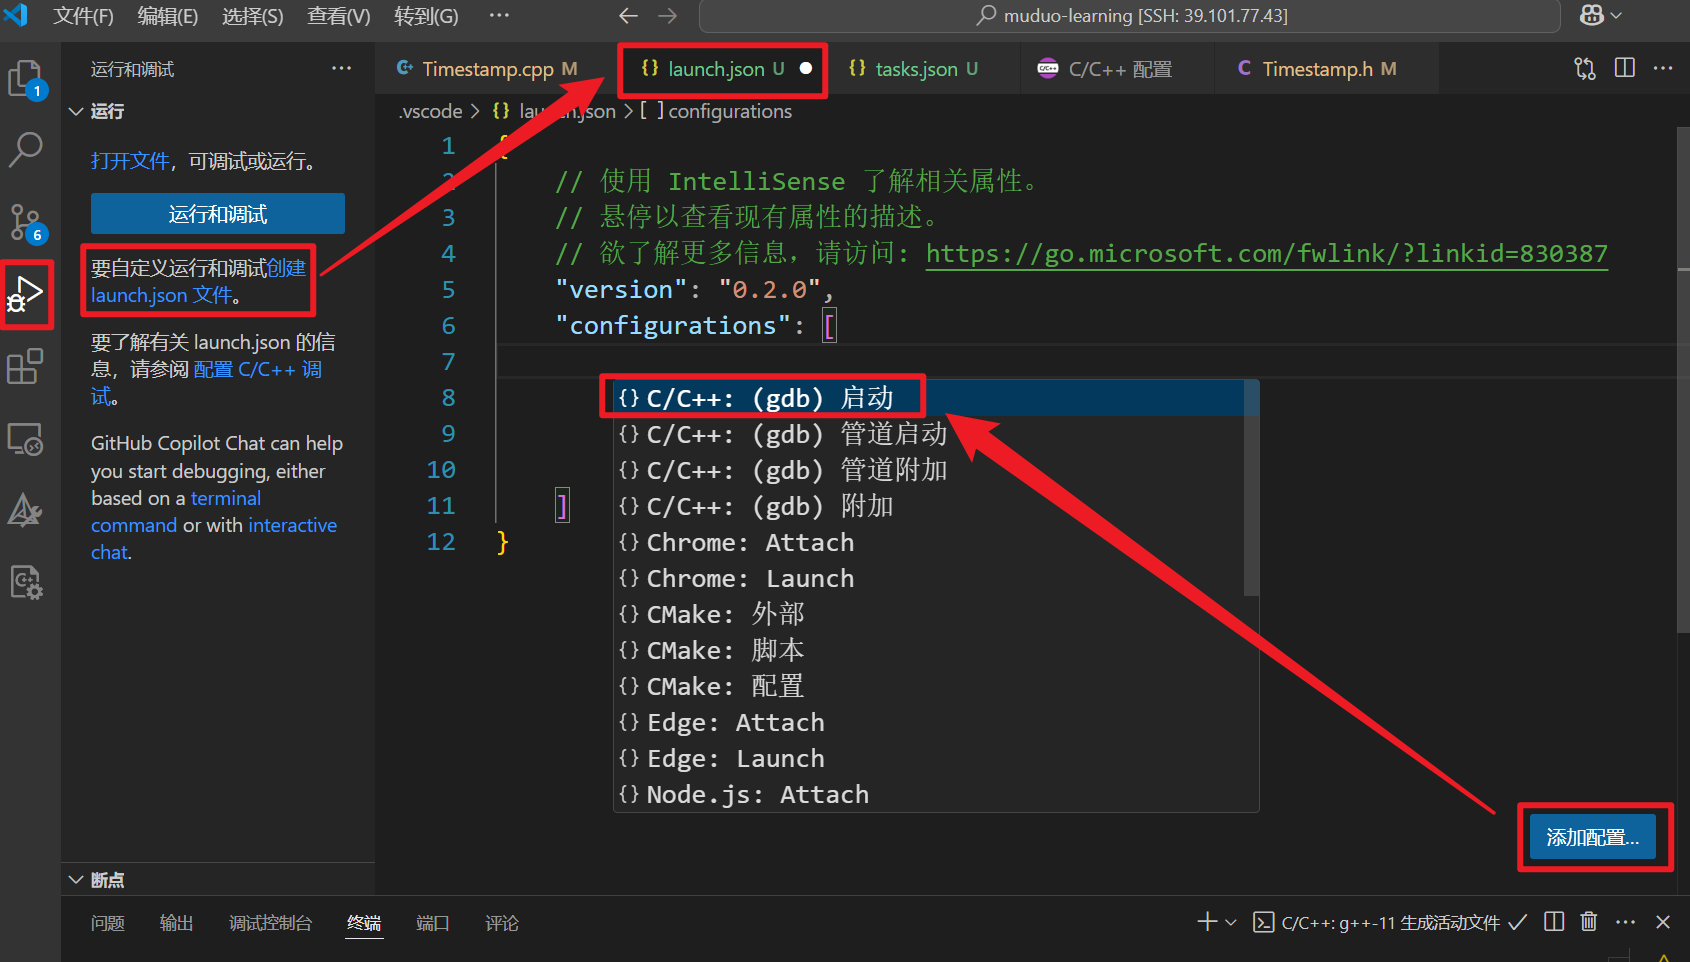 文件(F) 编辑(E) 选择(S) 查看(V) 转到(G) ···
muduo-learning [SSH: 39.101.77.43]
运行和调试 ···
Timestamp.cpp M
launch.json U
tasks.json U
C/C++ 配置
C Timestamp.h M
.vscode > {} launch.json > [ ] configurations
1
6
运行
打开文件，可调试或运行。
运行和调试
要自定义运行和调试创建
launch.json 文件。
要了解有关 launch.json 的信
息，请参阅 配置 C/C++ 调
试。
GitHub Copilot Chat can help
you start debugging, either
based on a terminal
command or with interactive
chat.
断点
1 {
2 // 使用 IntelliSense 了解相关属性。
3 // 悬停以查看现有属性的描述。
4 // 欲了解更多信息，请访问: https://go.microsoft.com/fwlink/?linkid=830387
5 "version": "0.2.0",
6 "configurations": [
7
8
9
10
11 ]
12 }
{} C/C++: (gdb) 启动
{} C/C++: (gdb) 管道启动
{} C/C++: (gdb) 管道附加
{} C/C++: (gdb) 附加
{} Chrome: Attach
{} Chrome: Launch
{} CMake: 外部
{} CMake: 脚本
{} CMake: 配置
{} Edge: Attach
{} Edge: Launch
{} Node.js: Attach
添加配置...
问题 输出 调试控制台 终端 端口 评论
C/C++: g++-11 生成活动文件